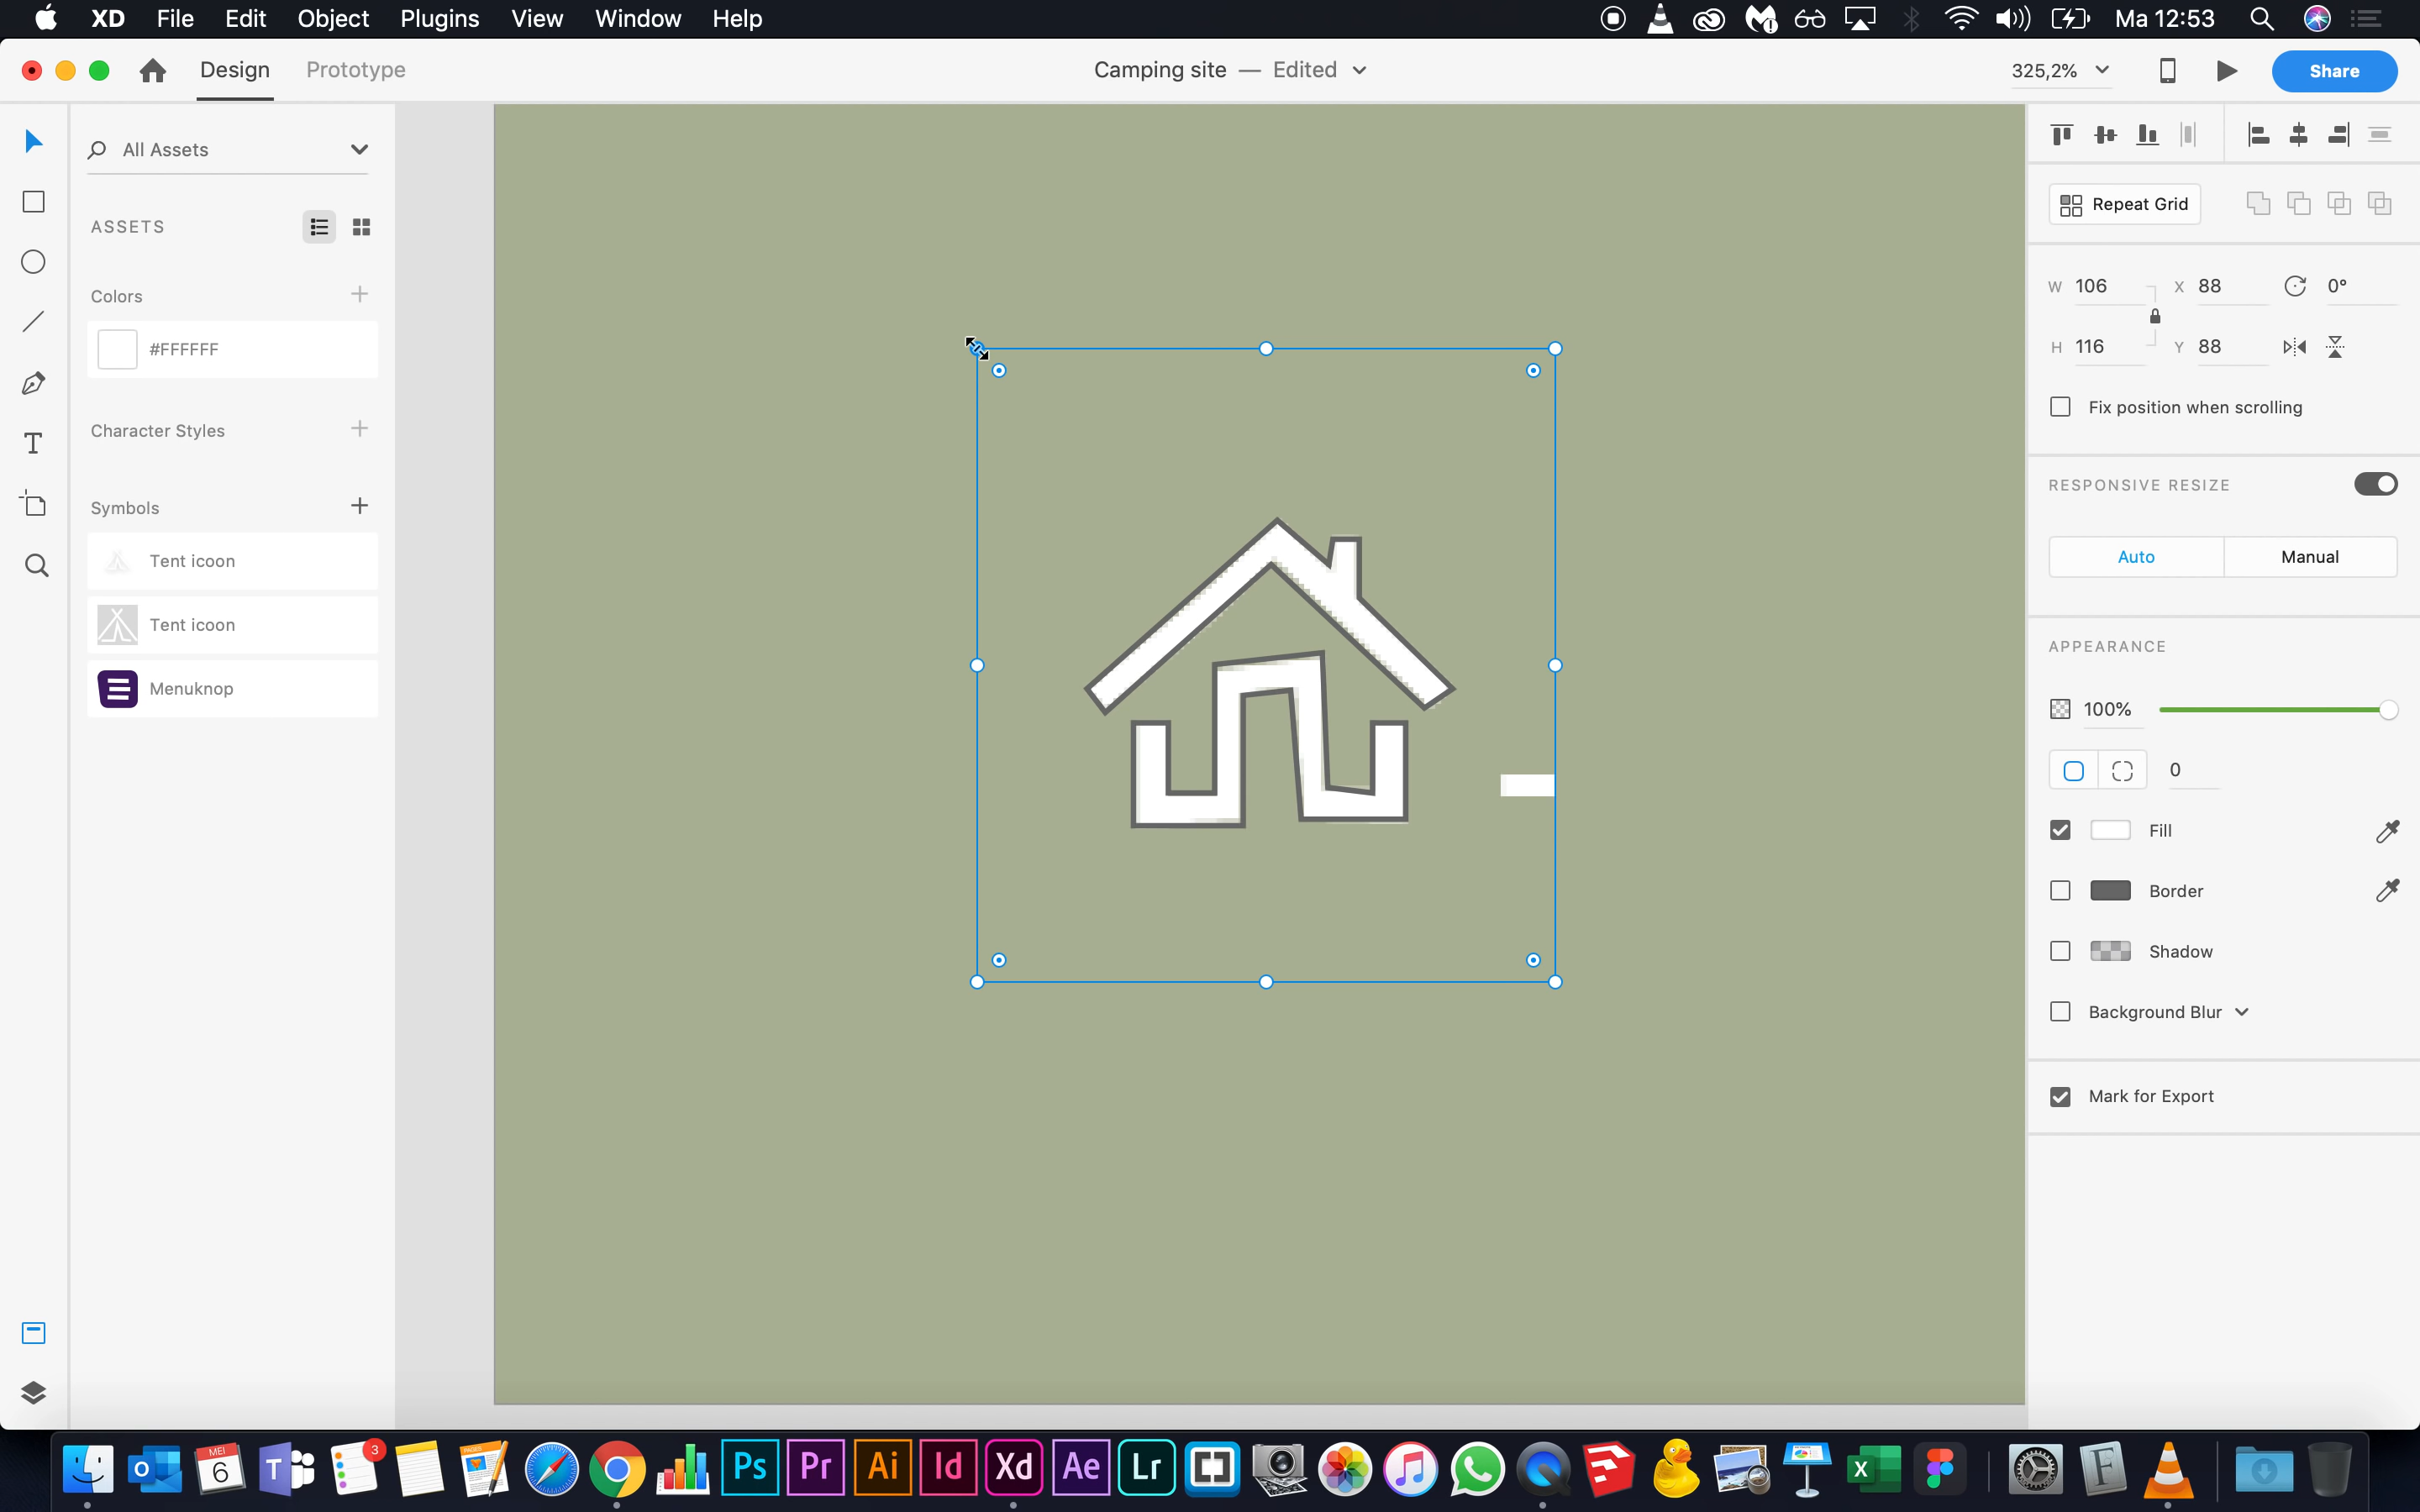 XD File Edit Object Plugins View Window Help Ma 12:53
Design Prototype Camping site — Edited 325,2% Share
All Assets
ASSETS
Colors
#FFFFFF
Character Styles
Symbols
Tent icoon
Tent icoon
Menuknop
Repeat Grid
W 106 X 88 0°
H 116 Y 88
Fix position when scrolling
RESPONSIVE RESIZE
Auto Manual
APPEARANCE
100%
0
Fill
Border
Shadow
Background Blur
Mark for Export
MEI
6
3
PAGES
Ps Pr Ai Id Xd Ae Lr